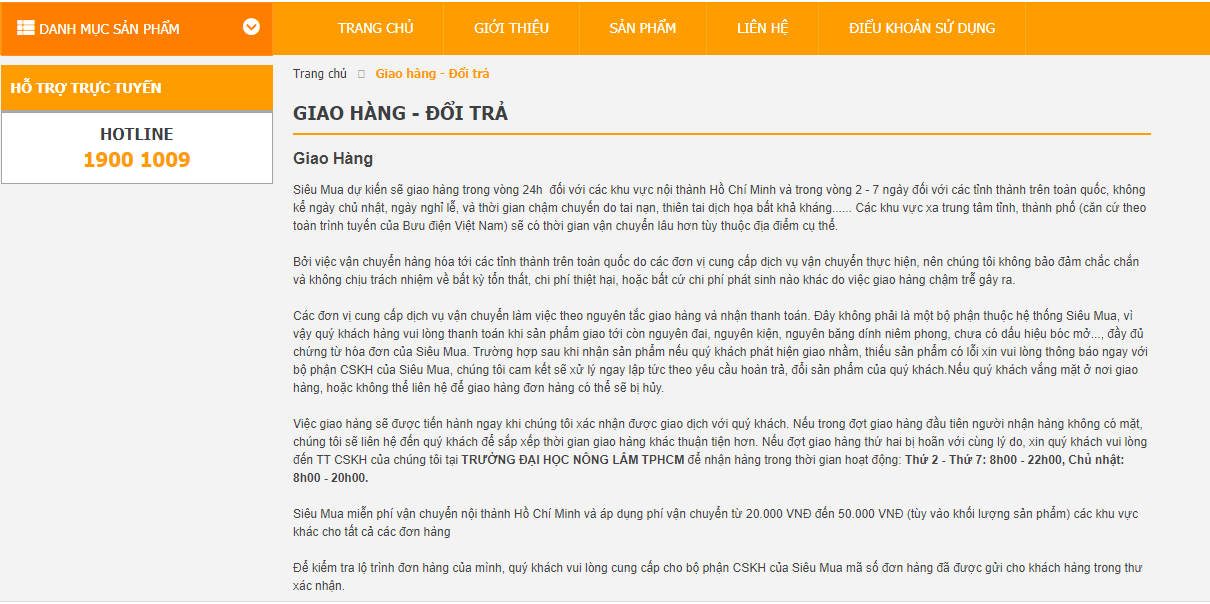 DANH MỤC SẢN PHẨM
TRANG CHỦ
GIỚI THIỆU
SẢN PHẨM
LIÊN HỆ
ĐIỀU KHOẢN SỬ DỤNG
HỖ TRỢ TRỰC TUYẾN
HOTLINE
1900 1009
Trang chủ
Giao hàng - Đổi trả
GIAO HÀNG - ĐỔI TRẢ
Giao Hàng
Siêu Mua dự kiến sẽ giao hàng trong vòng 24h đối với các khu vực nội thành Hồ Chí Minh và trong vòng 2 - 7 ngày đối với các tỉnh thành trên toàn quốc, không
kể ngày chủ nhật, ngày nghỉ lễ, và thời gian chậm chuyến do tai nạn, thiên tai dịch họa bất khả kháng...... Các khu vực xa trung tâm tỉnh, thành phố (căn cứ theo
toàn trình tuyến của Bưu điện Việt Nam) sẽ có thời gian vận chuyển lâu hơn tùy thuộc địa điểm cụ thể.
Bởi việc vận chuyển hàng hóa tới các tỉnh thành trên toàn quốc do các đơn vị cung cấp dịch vụ vận chuyển thực hiện, nên chúng tôi không bảo đảm chắc chắn
và không chịu trách nhiệm về bất kỳ tổn thất, chi phí thiệt hại, hoặc bất cứ chi phí phát sinh nào khác do việc giao hàng chậm trễ gây ra.
Các đơn vị cung cấp dịch vụ vận chuyển làm việc theo nguyên tắc giao hàng và nhận thanh toán. Đây không phải là một bộ phận thuộc hệ thống Siêu Mua, vì
vậy quý khách hàng vui lòng thanh toán khi sản phẩm giao tới còn nguyên đai, nguyên kiện, nguyên băng dính niêm phong, chưa có dấu hiệu bóc mở..., đầy đủ
chứng từ hóa đơn của Siêu Mua. Trường hợp sau khi nhận sản phẩm nếu quý khách phát hiện giao nhầm, thiếu sản phẩm có lỗi xin vui lòng thông báo ngay với
bộ phận CSKH của Siêu Mua, chúng tôi cam kết sẽ xử lý ngay lập tức theo yêu cầu hoàn trả, đổi sản phẩm của quý khách.Nếu quý khách vắng mặt ở nơi giao
hàng, hoặc không thể liên hệ để giao hàng đơn hàng có thể sẽ bị hủy.
Việc giao hàng sẽ được tiến hành ngay khi chúng tôi xác nhận được giao dịch với quý khách. Nếu trong đợt giao hàng đầu tiên người nhận hàng không có mặt,
chúng tôi sẽ liên hệ đến quý khách để sắp xếp thời gian giao hàng khác thuận tiện hơn. Nếu đợt giao hàng thứ hai bị hoãn với cùng lý do, xin quý khách vui lòng
đến TT CSKH của chúng tôi tại TRƯỜNG ĐẠI HỌC NÔNG LÂM TPHCM để nhận hàng trong thời gian hoạt động: Thứ 2 - Thứ 7: 8h00 - 22h00, Chủ nhật:
8h00 - 20h00.
Siêu Mua miễn phí vận chuyển nội thành Hồ Chí Minh và áp dụng phí vận chuyển từ 20.000 VNĐ đến 50.000 VNĐ (tùy vào khối lượng sản phẩm) các khu vực
khác cho tất cả các đơn hàng
Để kiểm tra lộ trình đơn hàng của mình, quý khách vui lòng cung cấp cho bộ phận CSKH của Siêu Mua mã số đơn hàng đã được gửi cho khách hàng trong thư
xác nhận.